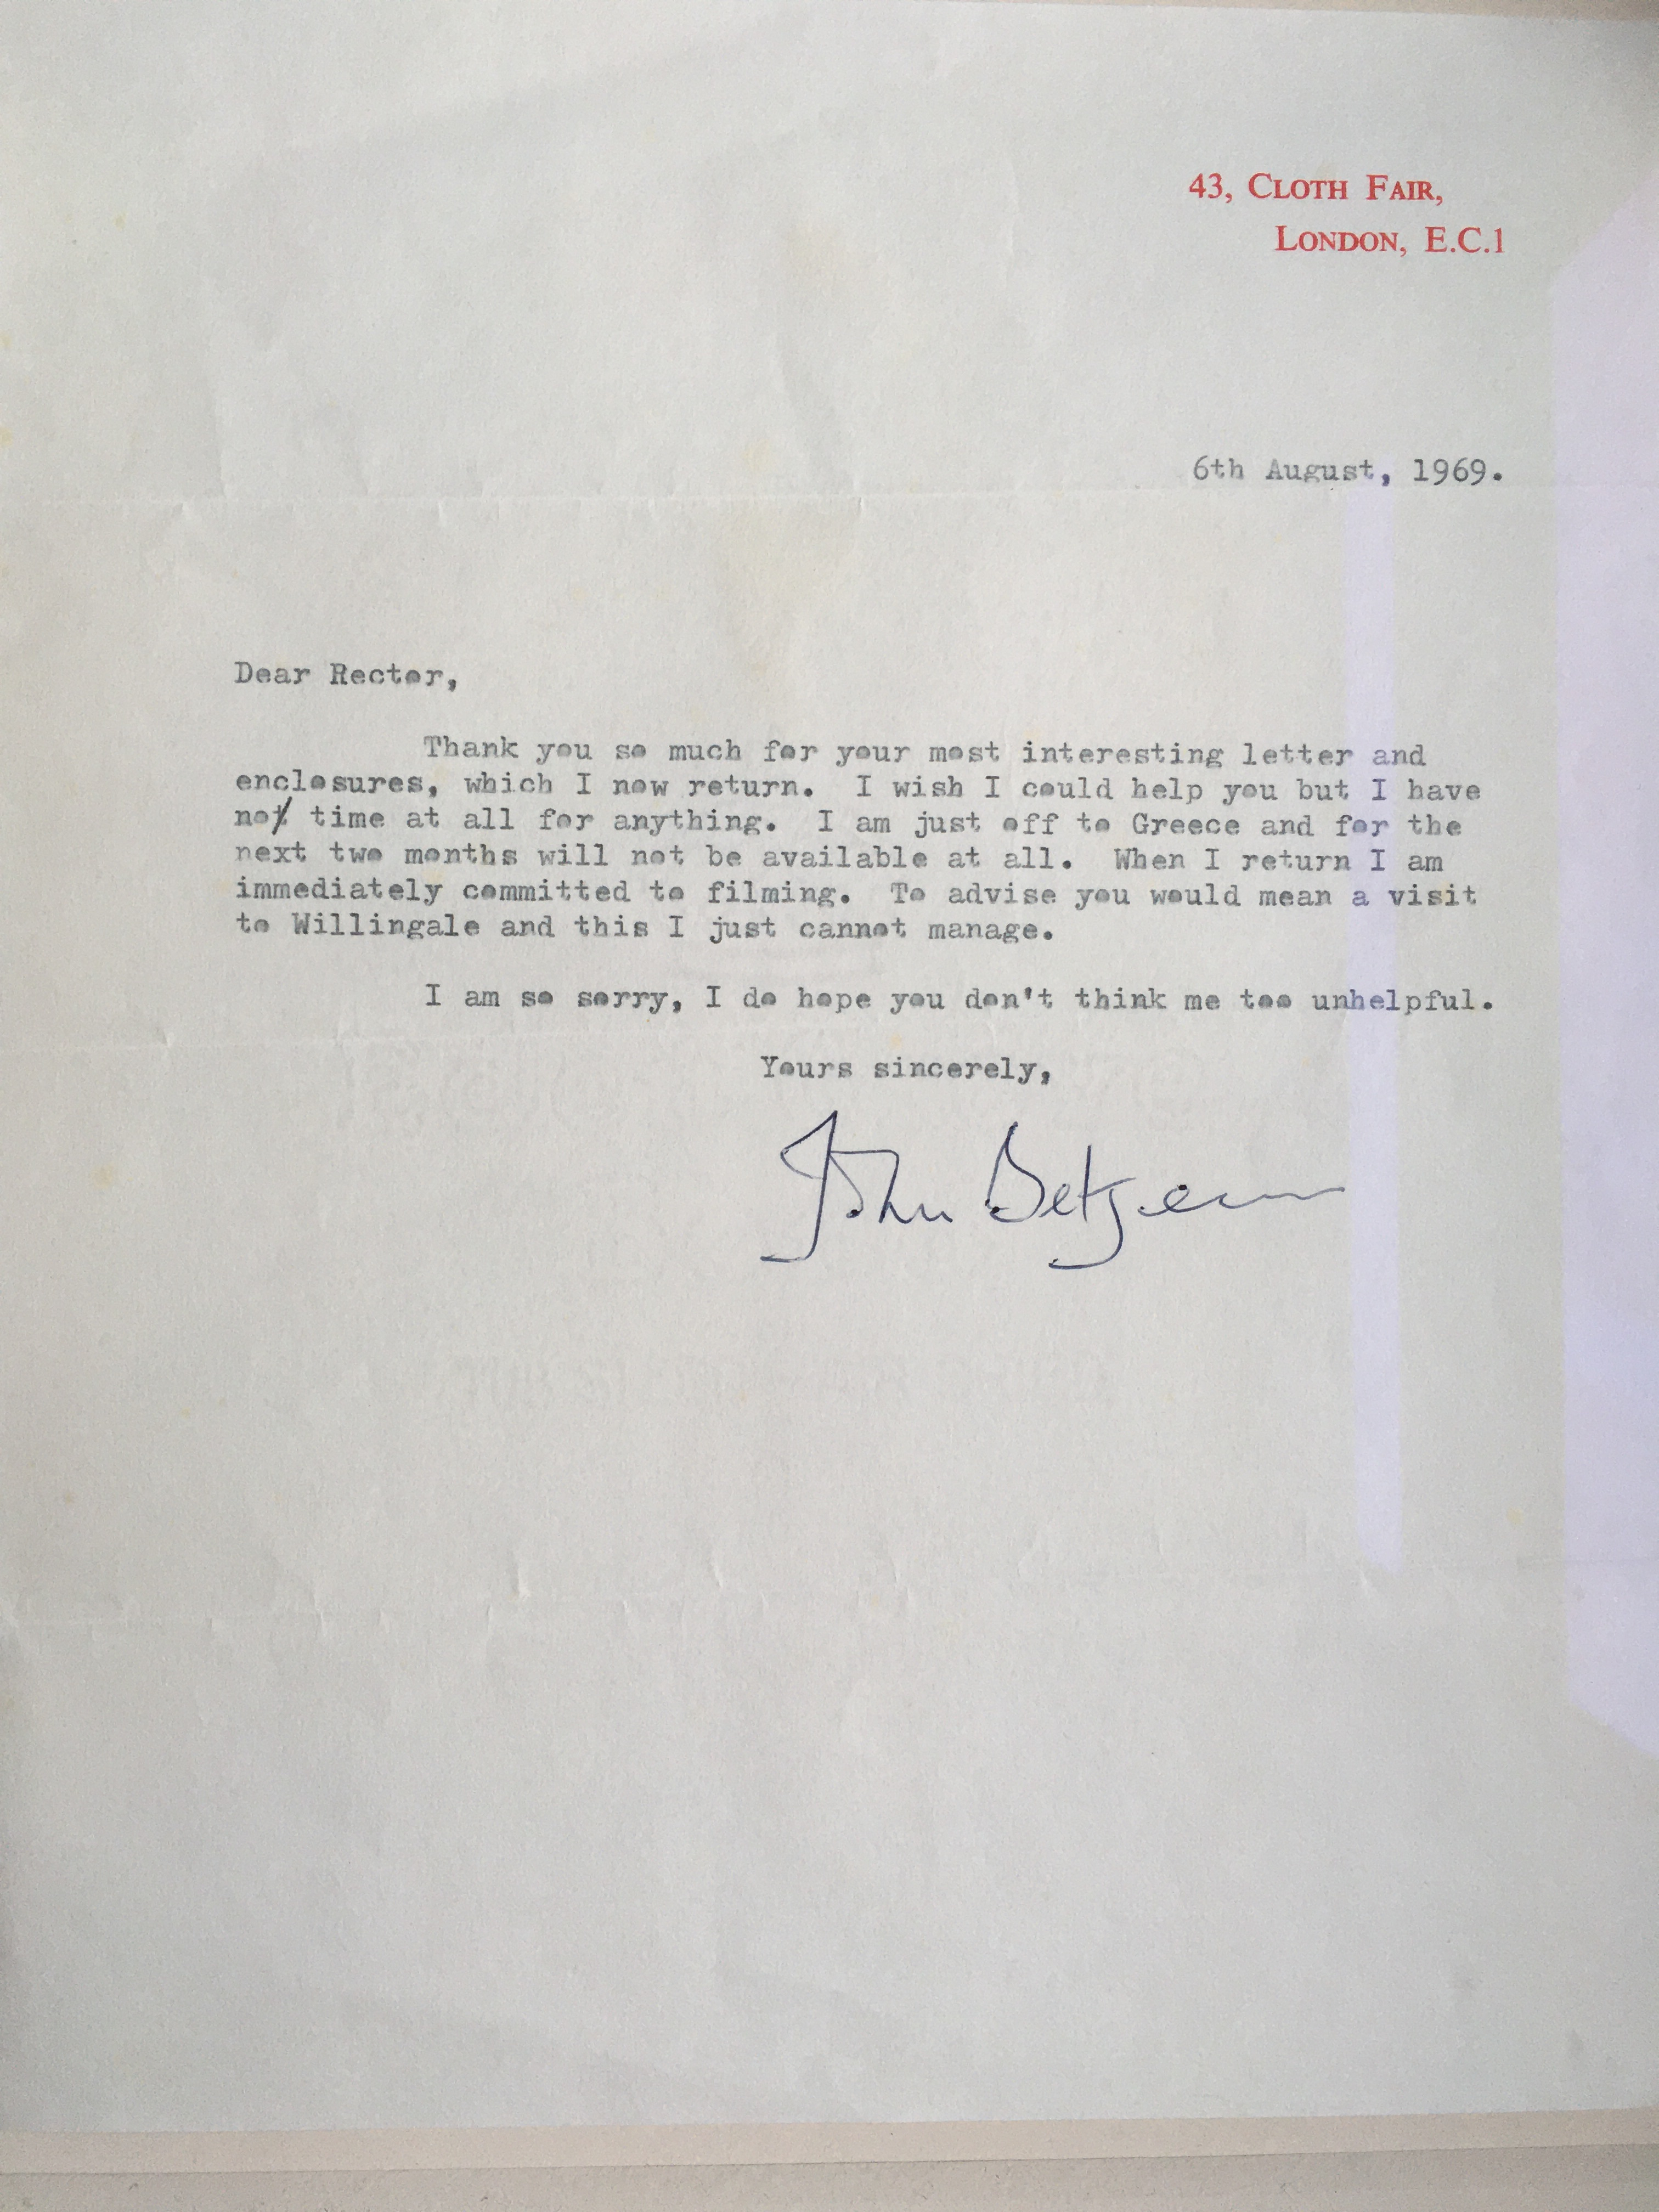 43, Cloth Fair,
London, E.C.1
6th August, 1969.
Dear Rector,
Thank you so much for your most interesting letter and
enclosures, which I now return. I wish I could help you but I have
no time at all for anything. I am just off to Greece and for the
next two months will not be available at all. When I return I am
immediately committed to filming. To advise you would mean a visit
to Willingale and this I just cannot manage.
I am so sorry, I do hope you don't think me too unhelpful.
Yours sincerely,
John Betjeman